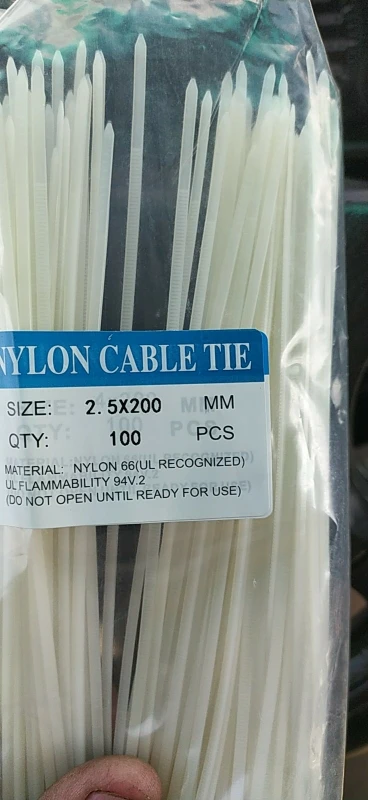 NYLON CABLE TIE
SIZE: 2.5X200 MM
QTY: 100 PCS
MATERIAL: NYLON 66(UL RECOGNIZED)
UL FLAMMABILITY 94V.2
(DO NOT OPEN UNTIL READY FOR USE)